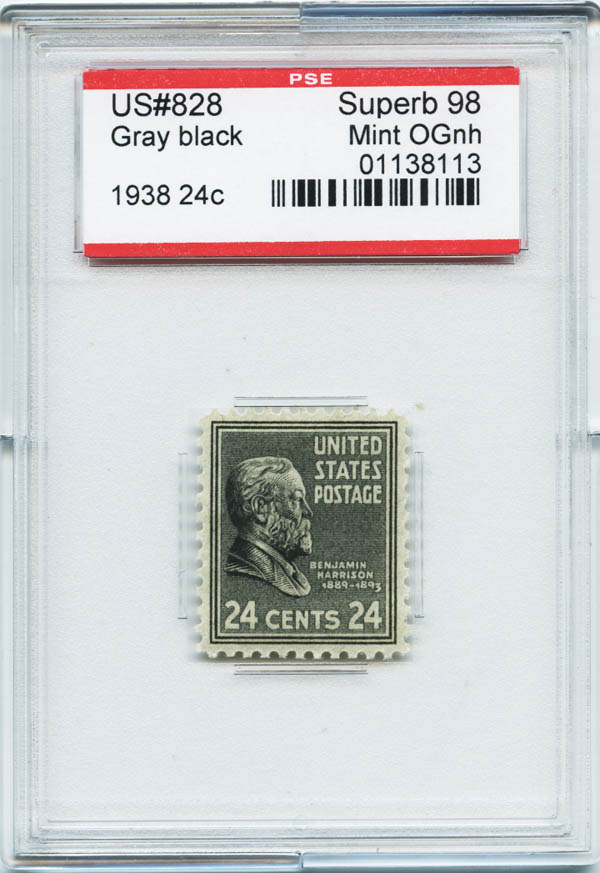 PSE
US#828 Superb 98
Gray black Mint OGnh
01138113
1938 24c
UNITED
STATES
POSTAGE
BENJAMIN
HARRISON
1889-1893
24 CENTS 24